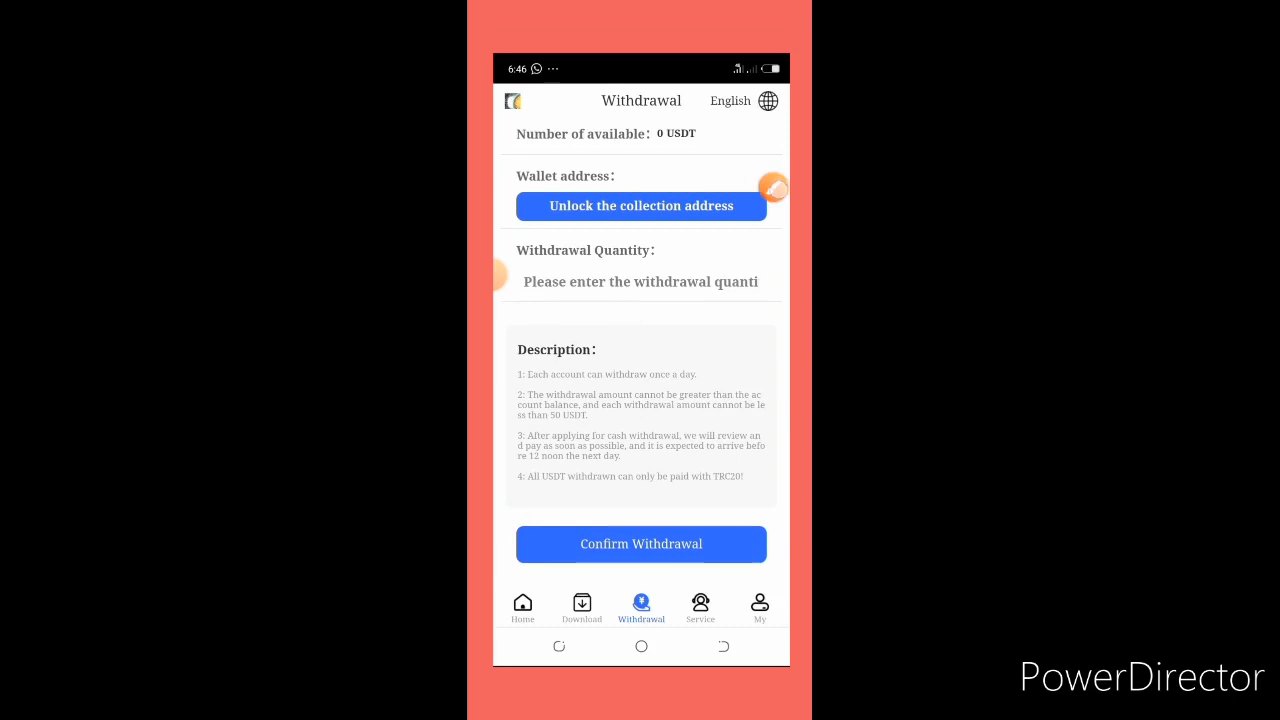 6:46
Withdrawal
English
Number of available: 0 USDT
Wallet address:
Unlock the collection address
Withdrawal Quantity:
Please enter the withdrawal quanti
Description:
1: Each account can withdraw once a day.
2: The withdrawal amount cannot be greater than the ac
count balance, and each withdrawal amount cannot be le
ss than 50 USDT.
3: After applying for cash withdrawal, we will review an
d pay as soon as possible, and it is expected to arrive befo
re 12 noon the next day.
4: All USDT withdrawn can only be paid with TRC20!
Confirm Withdrawal
Home
Download
Withdrawal
Service
My
PowerDirector